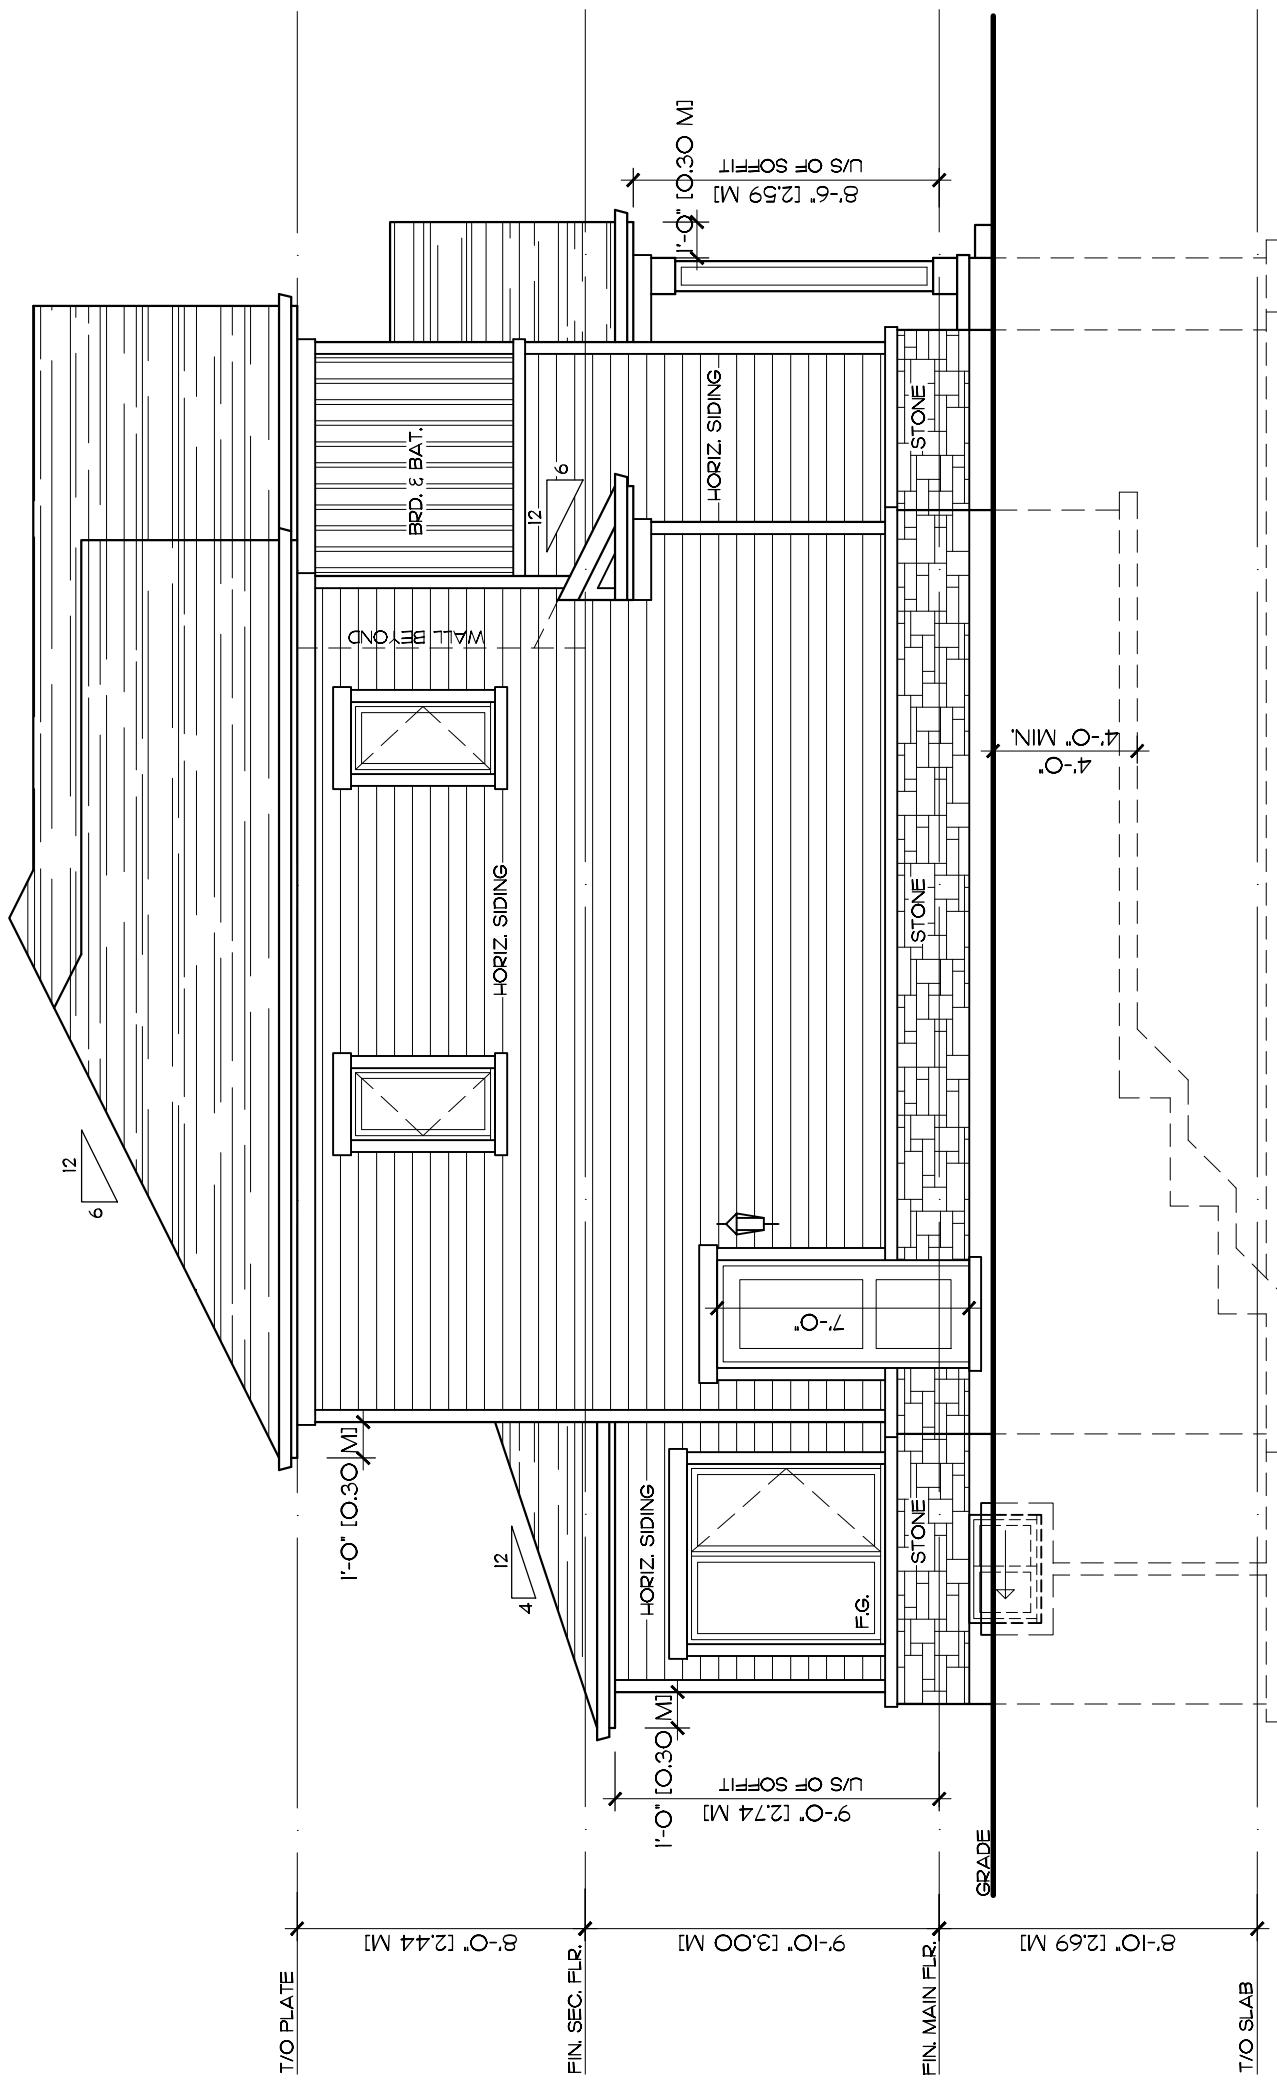 T/O PLATE
8'-0" [2.44 M]
FIN. SEC. FLR.
9'-10" [3.00 M]
FIN. MAIN FLR.
8'-10" [2.69 M]
T/O SLAB
GRADE
9'-0" [2.74 M]
U/S OF SOFFIT
1'-0" [0.30 M]
4
12
HORIZ. SIDING
F.G.
STONE
1'-0" [0.30 M]
6
12
7'-0"
HORIZ. SIDING
STONE
WALL BEYOND
4'-0"
4'-0" MIN.
12
6
BRD. & BAT.
HORIZ. SIDING
STONE
1'-0" [0.30 M]
8'-6" [2.59 M]
U/S OF SOFFIT